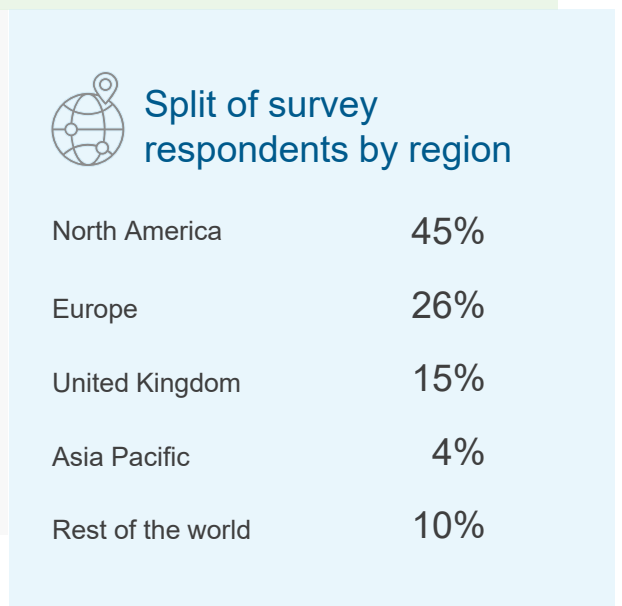 Split of survey
respondents by region
North America 45%
Europe 26%
United Kingdom 15%
Asia Pacific 4%
Rest of the world 10%